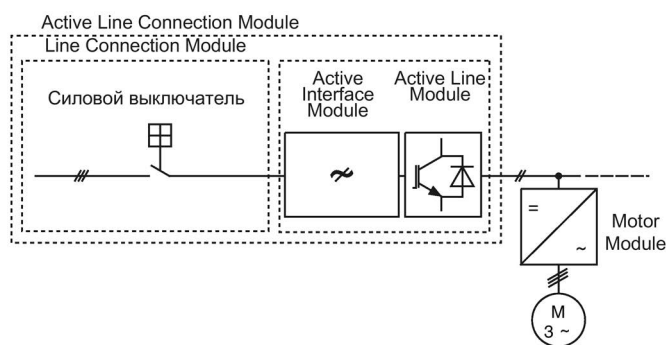 Active Line Connection Module
Line Connection Module
Силовой выключатель
Active
Interface
Module
Active Line
Module
=
~
Motor
Module
M
3 ~